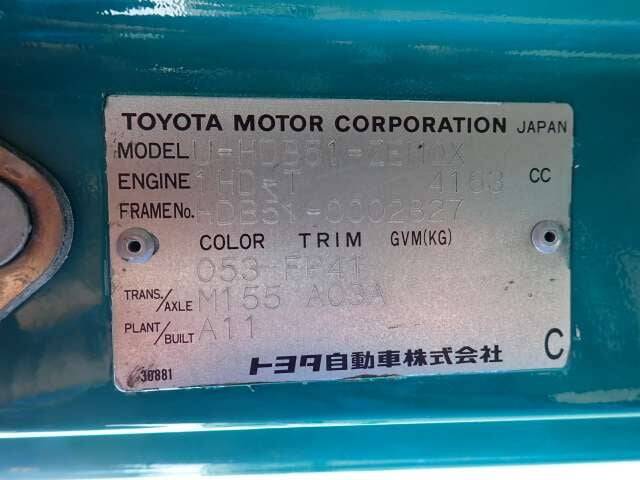 TOYOTA MOTOR CORPORATION JAPAN
MODEL U-HDB51-ZEMQX
ENGINE 1HD-T 4163 CC
FRAME No. HDB51-0002827
COLOR TRIM GVM(KG)
053 FF41
TRANS./AXLE M155 A03A
PLANT/BUILT A11
トヨタ自動車株式会社 C
30881